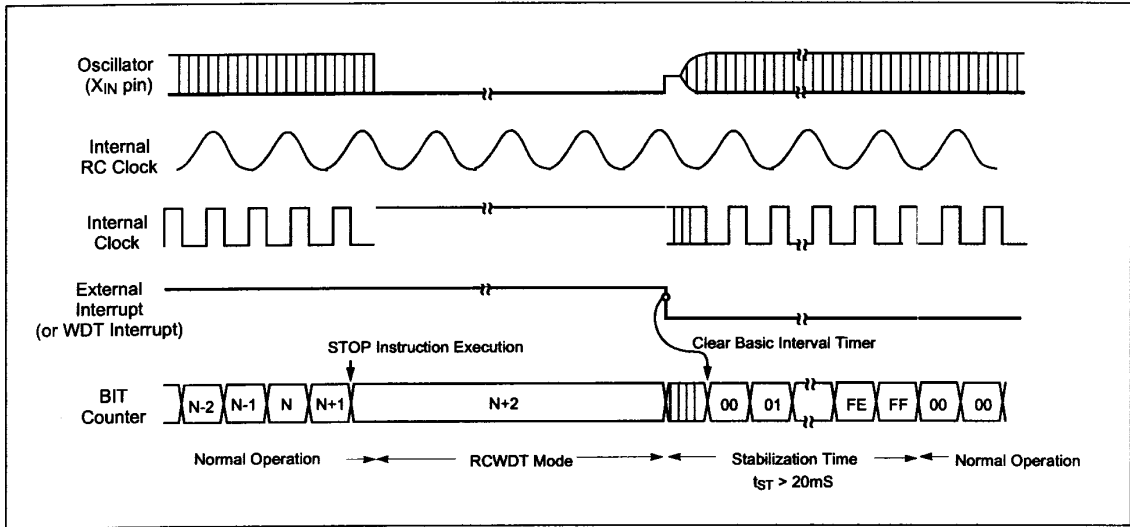 Oscillator
(XIN pin)
Internal
RC Clock
Internal
Clock
External
Interrupt
(or WDT Interrupt)
STOP Instruction Execution
Clear Basic Interval Timer
BIT
Counter
N-2 N-1 N N+1 N+2 00 01 FE FF 00 00
Normal Operation RCWDT Mode Stabilization Time Normal Operation
tST > 20mS